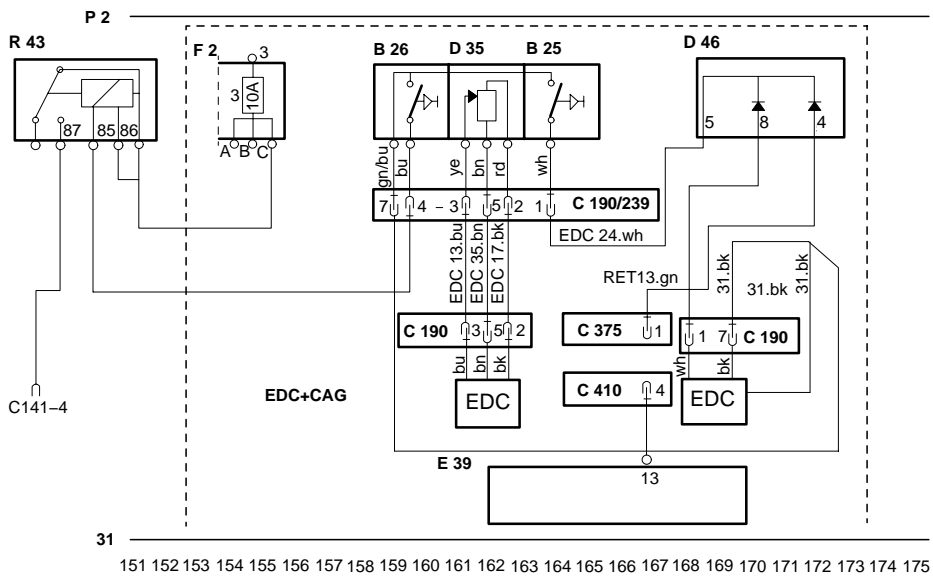 P 2
R 43
F 2
B 26
D 35
B 25
D 46
3
3
10A
87
85
86
A
B
C
5
8
4
gn/bu
bu
ye
bn
rd
wh
7
4
–
3
5
2
1
C 190/239
EDC 24.wh
EDC 13.bu
EDC 35.bn
EDC 17.bk
RET13.gn
31.bk
31.bk
31.bk
C 190
3
5
2
C 375
1
1
7
C 190
bu
bn
bk
wh
bk
EDC
C 410
4
EDC
C141–4
EDC+CAG
E 39
13
31
151 152 153 154 155 156 157 158 159 160 161 162 163 164 165 166 167 168 169 170 171 172 173 174 175